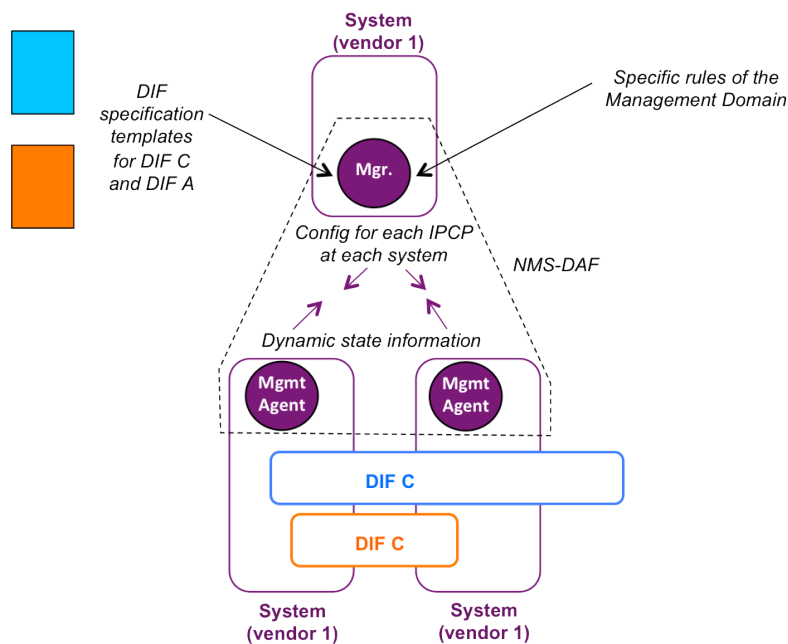 System
(vendor 1)
DIF
specification
templates
for DIF C
and DIF A
Specific rules of the
Management Domain
Mgr.
Config for each IPCP
at each system
NMS-DAF
Dynamic state information
Mgmt
Agent
Mgmt
Agent
DIF C
DIF C
System
(vendor 1)
System
(vendor 1)